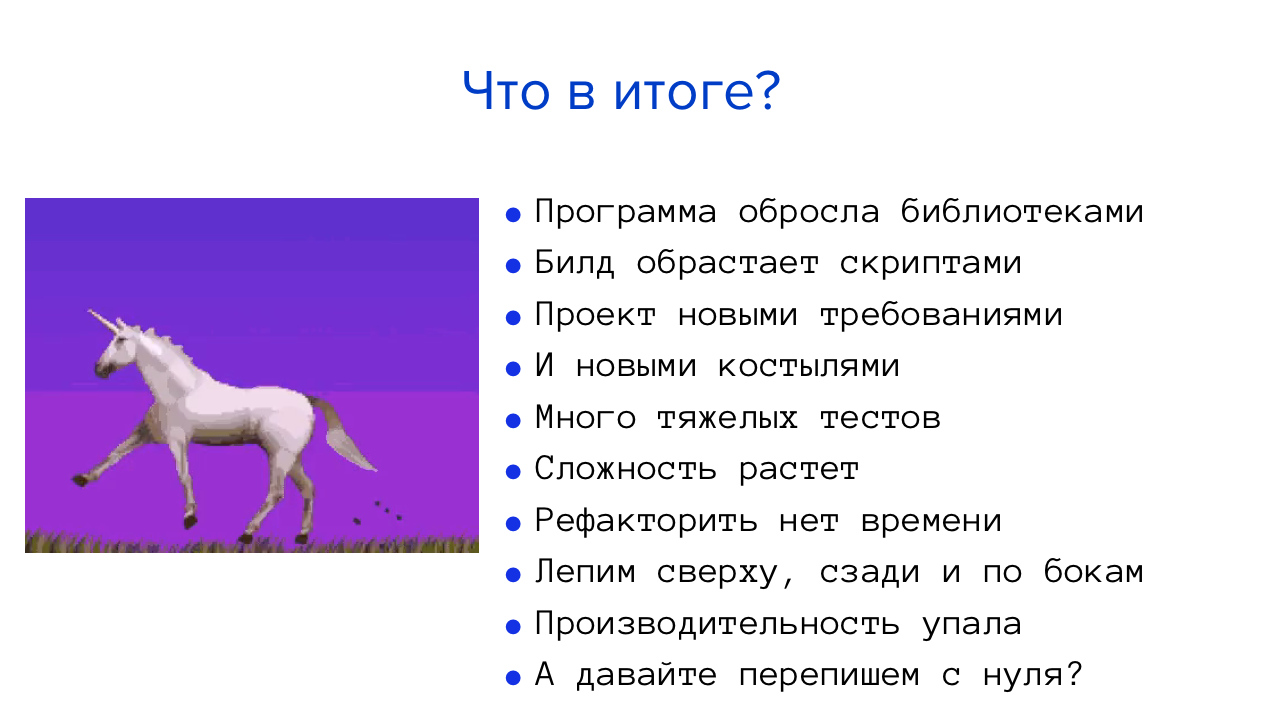 Что в итоге?
● Программа обросла библиотеками
● Билд обрастает скриптами
● Проект новыми требованиями
● И новыми костылями
● Много тяжелых тестов
● Сложность растет
● Рефакторить нет времени
● Лепим сверху, сзади и по бокам
● Производительность упала
● А давайте перепишем с нуля?